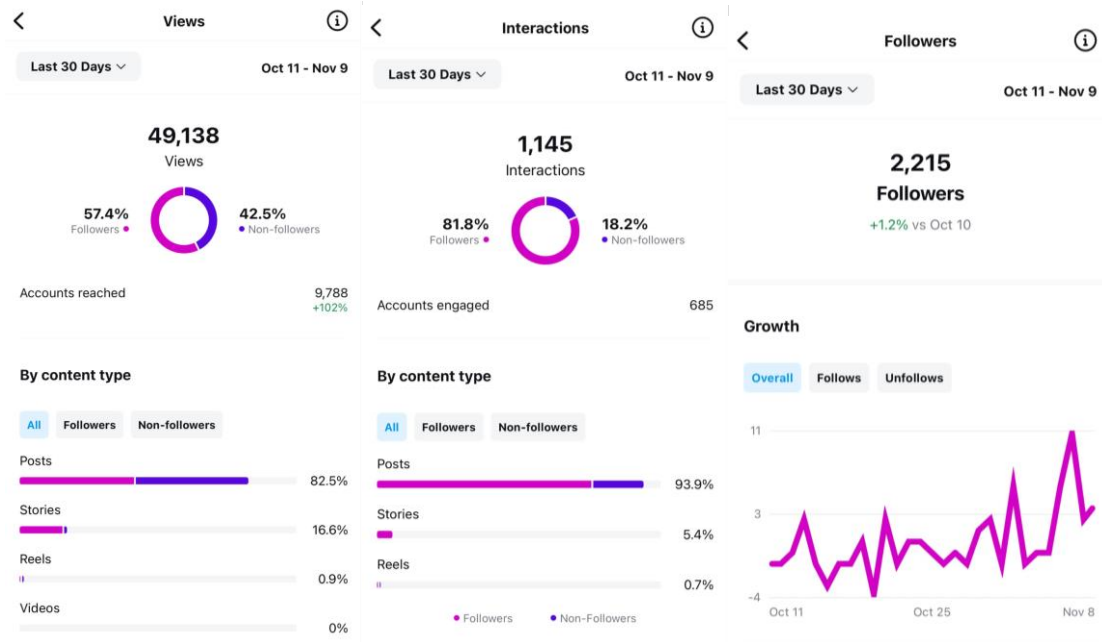 Views
Last 30 Days
Oct 11 - Nov 9
49,138
Views
57.4%
Followers
42.5%
Non-followers
Accounts reached
9,788
+102%
By content type
All
Followers
Non-followers
Posts
82.5%
Stories
16.6%
Reels
0.9%
Videos
0%
Interactions
Last 30 Days
Oct 11 - Nov 9
1,145
Interactions
81.8%
Followers
18.2%
Non-followers
Accounts engaged
685
By content type
All
Followers
Non-followers
Posts
93.9%
Stories
5.4%
Reels
0.7%
Followers
Non-Followers
Followers
Last 30 Days
Oct 11 - Nov 9
2,215
Followers
+1.2% vs Oct 10
Growth
Overall
Follows
Unfollows
11
3
-4
Oct 11
Oct 25
Nov 8